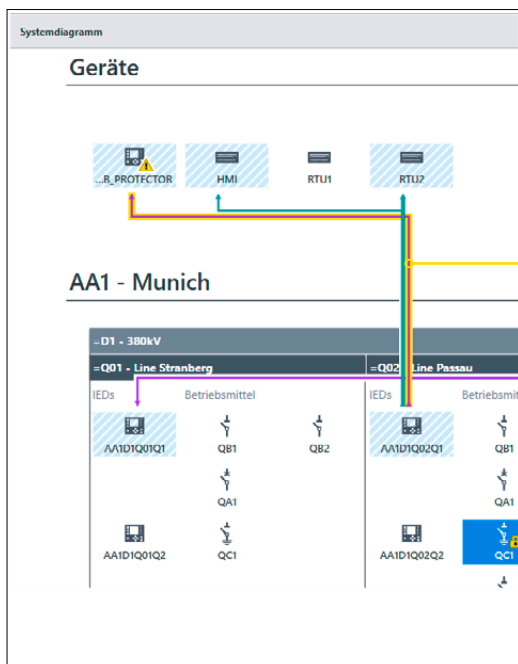 Systemdiagramm
Geräte
...B_PROTECTOR HMI RTU1 RTU2
AA1 - Munich
=D1 - 380kV
=Q01 - Line Stranberg =Q02 Line Passau
IEDs Betriebsmittel IEDs Betriebsmit
AA1D1Q01Q1 QB1 QB2 AA1D1Q02Q1 QB1
QA1 QA1
AA1D1Q01Q2 QC1 AA1D1Q02Q2 QC1